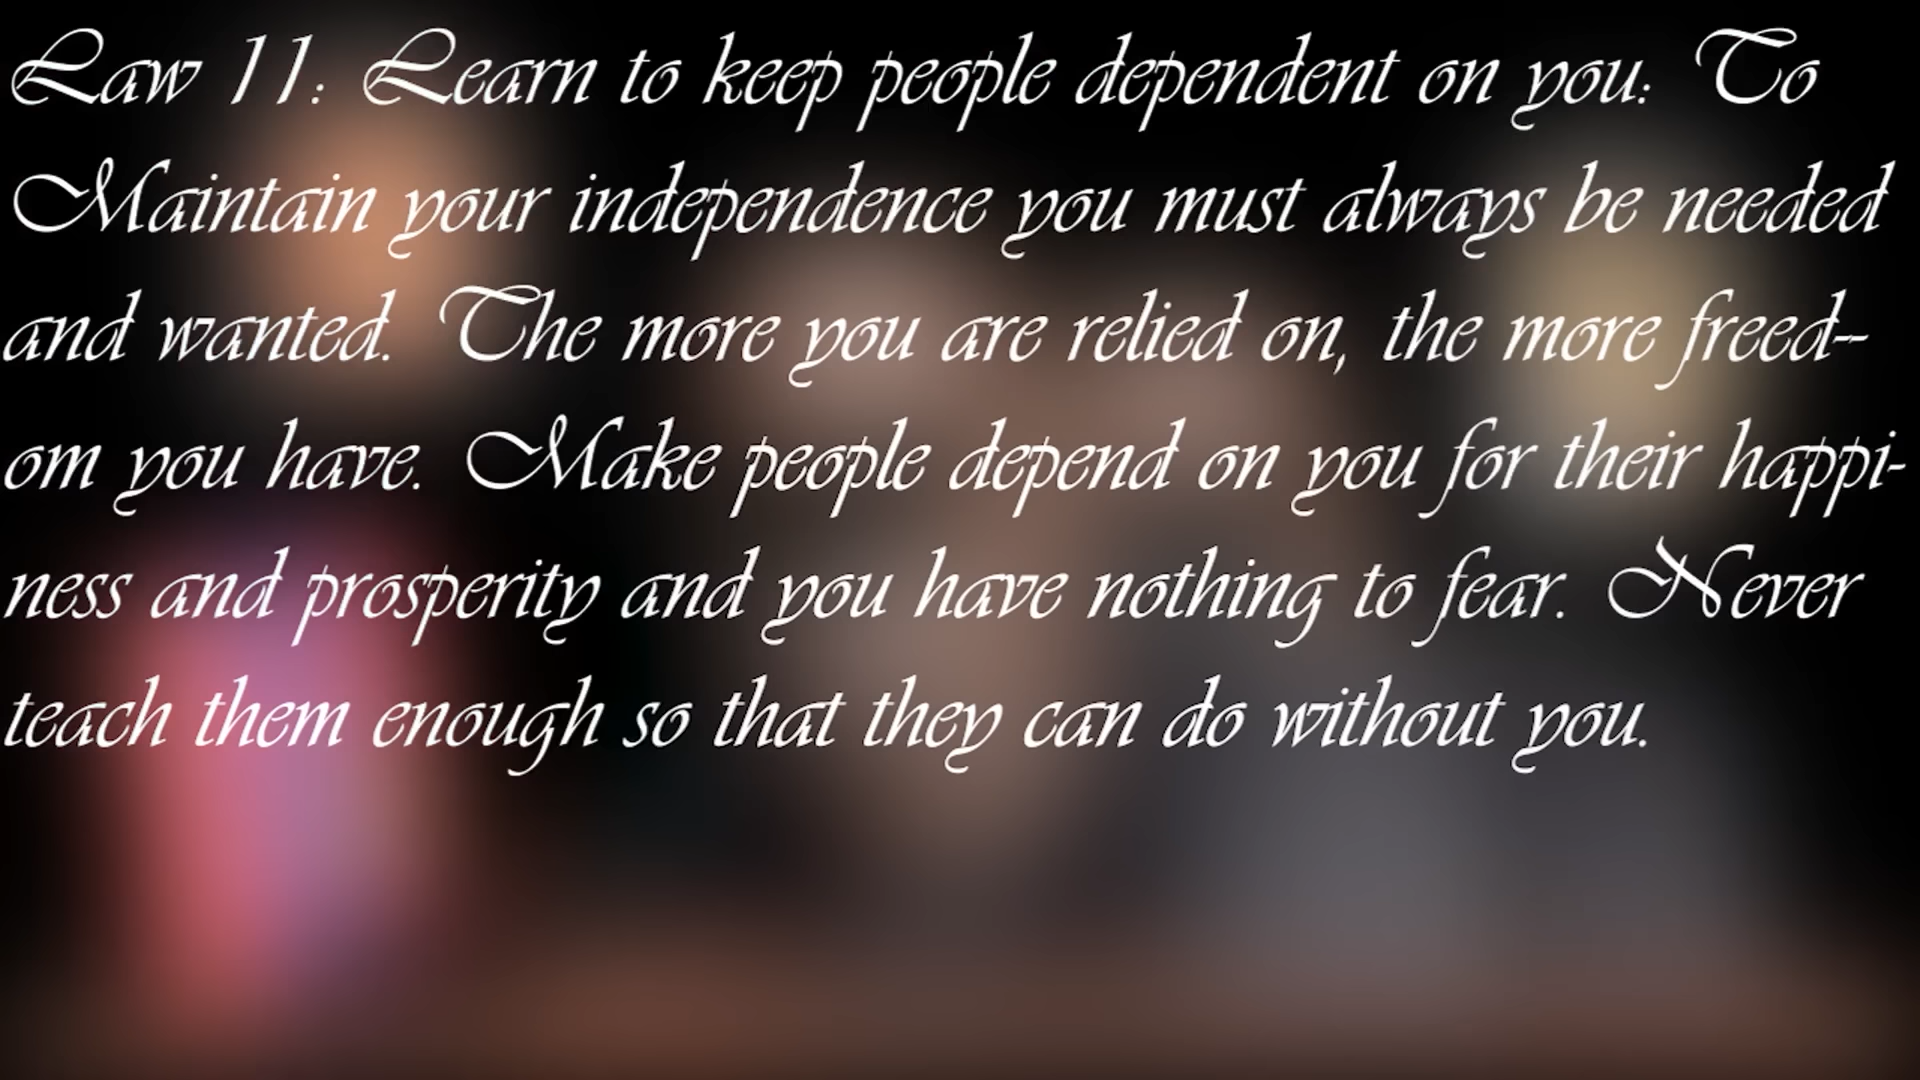 Law 11: Learn to keep people dependent on you: To
Maintain your independence you must always be needed
and wanted. The more you are relied on, the more freed-
om you have. Make people depend on you for their happi-
ness and prosperity and you have nothing to fear. Never
teach them enough so that they can do without you.